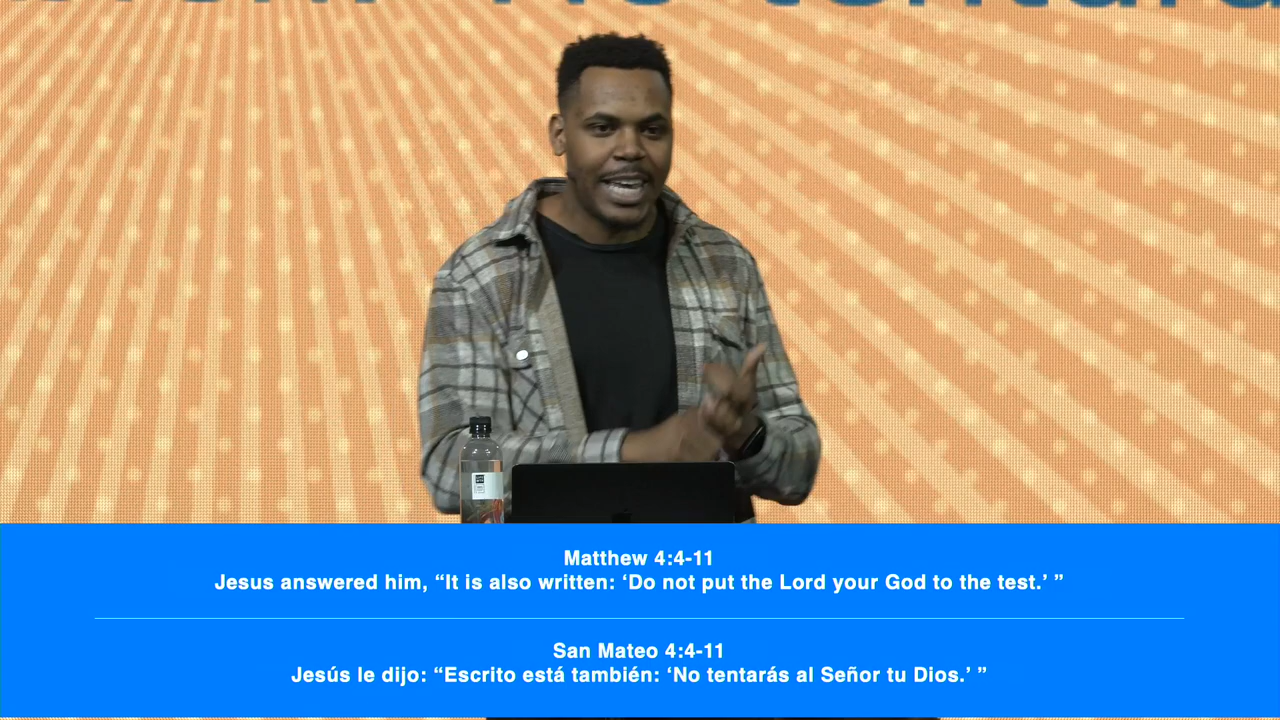 Matthew 4:4-11
Jesus answered him, “It is also written: ‘Do not put the Lord your God to the test.’ ”
San Mateo 4:4-11
Jesús le dijo: “Escrito está también: ‘No tentarás al Señor tu Dios.’ ”